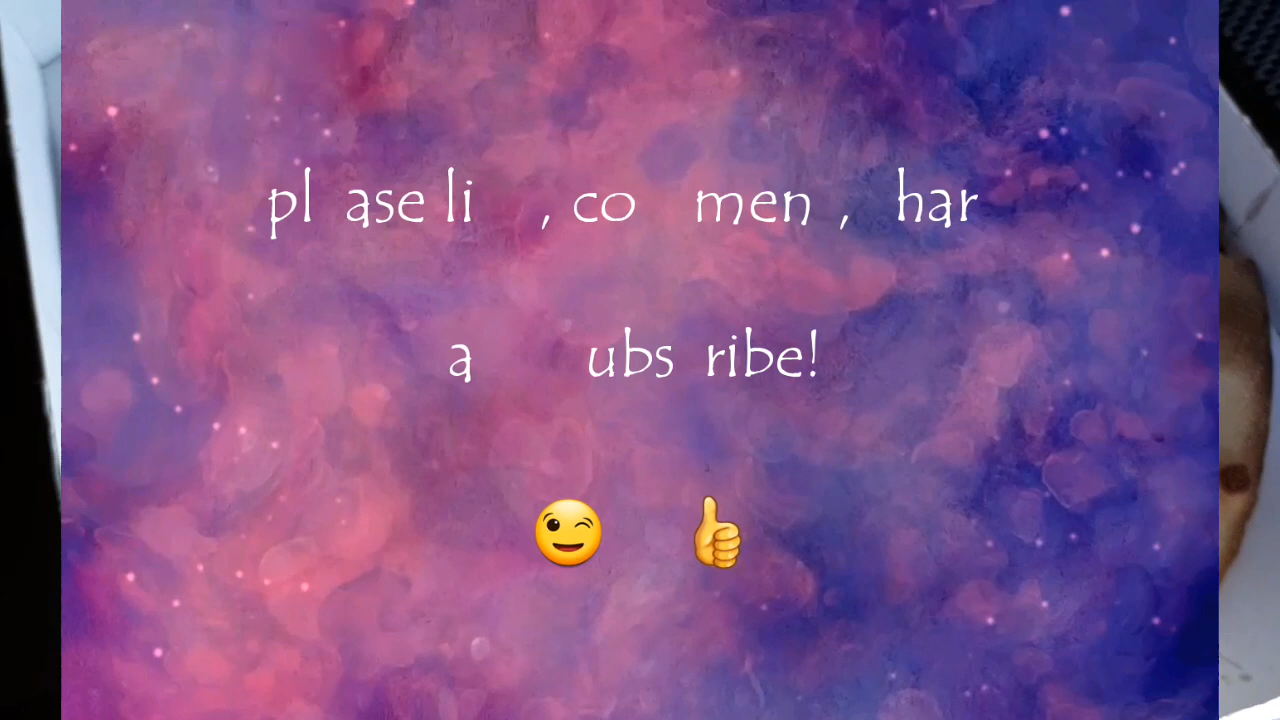 pl ase li , co men , har
a ubs ribe!
😉 👍